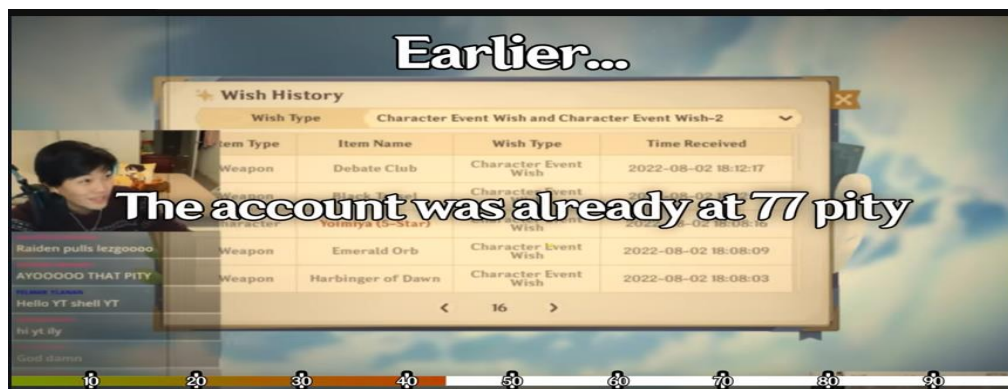 Earlier...
Wish History
Wish Type Character Event Wish and Character Event Wish-2
Item Type Item Name Wish Type Time Received
Weapon Debate Club Character Event Wish 2022-08-02 18:12:17
The account was already at 77 pity
Yoimiya (5-Star) Wish
Weapon Emerald Orb Character Event Wish 2022-08-02 18:08:09
Weapon Harbinger of Dawn Character Event Wish 2022-08-02 18:08:03
< 16 >
Raiden pulls lezgoooo
AYOOOOO THAT PITY
Hello YT shell YT
hi yt ily
God damn
10 20 30 40 50 60 70 80 90